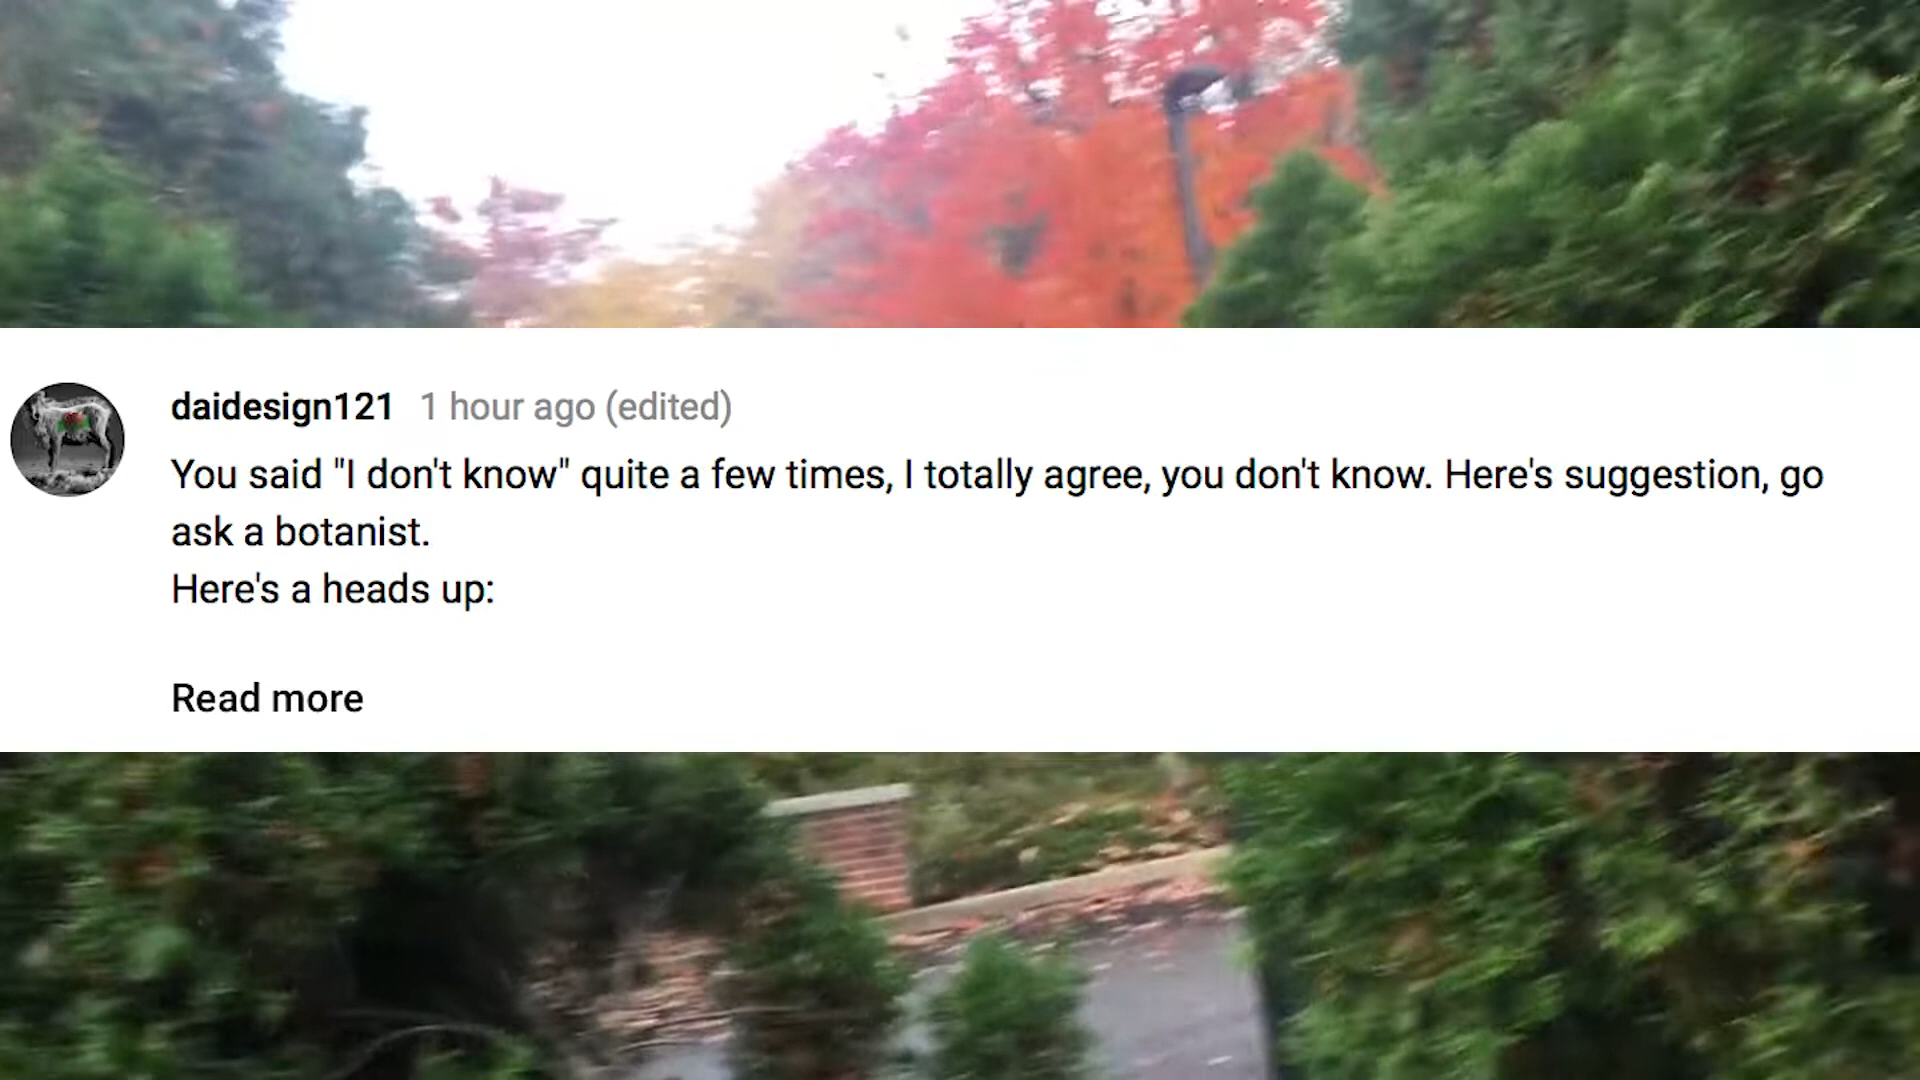 daidesign121 1 hour ago (edited)
You said "I don't know" quite a few times, I totally agree, you don't know. Here's suggestion, go
ask a botanist.
Here's a heads up:
Read more